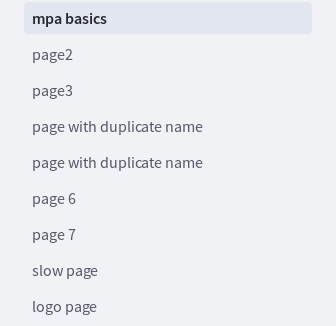 mpa basics
page2
page3
page with duplicate name
page with duplicate name
page 6
page 7
slow page
logo page